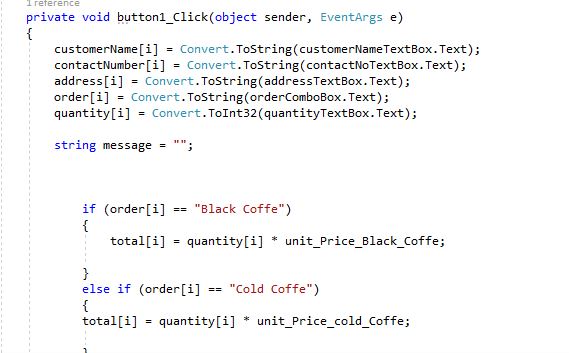 1 reference
private void button1_Click(object sender, EventArgs e)
{
customerName[i] = Convert.ToString(customerNameTextBox.Text);
contactNumber[i] = Convert.ToString(contactNoTextBox.Text);
address[i] = Convert.ToString(addressTextBox.Text);
order[i] = Convert.ToString(orderComboBox.Text);
quantity[i] = Convert.ToInt32(quantityTextBox.Text);
string message = "";
if (order[i] == "Black Coffe")
{
total[i] = quantity[i] * unit_Price_Black_Coffe;
}
else if (order[i] == "Cold Coffe")
{
total[i] = quantity[i] * unit_Price_cold_Coffe;
}